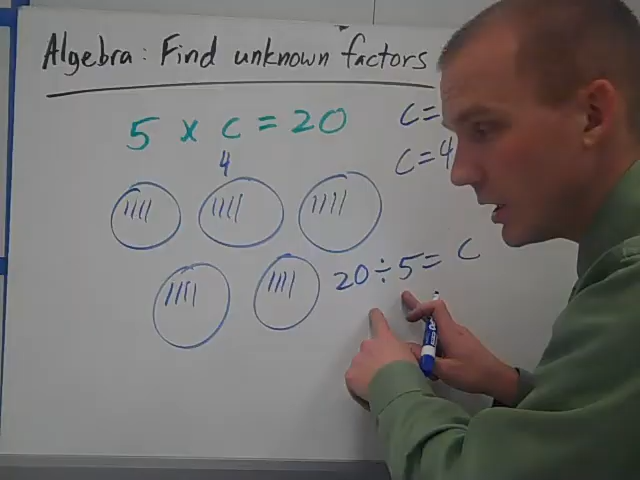 Algebra: Find unknown factors
5 x c = 20
4
c =
c = 4
20 ÷ 5 = c